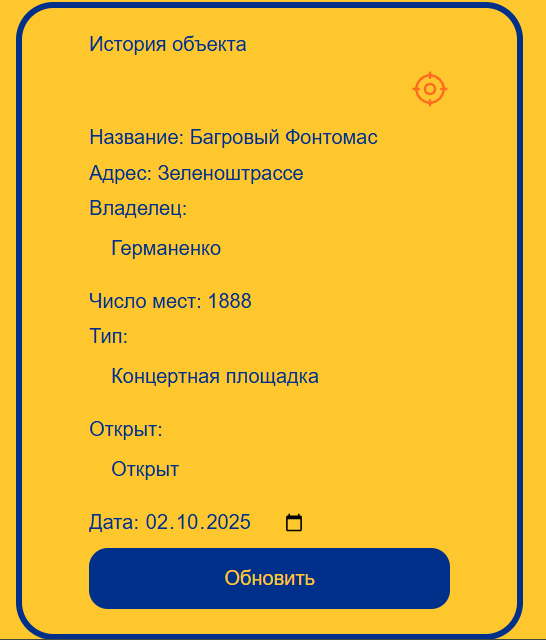 История объекта
Название: Багровый Фонтомас
Адрес: Зеленоштрассе
Владелец:
Германенко
Число мест: 1888
Тип:
Концертная площадка
Открыт:
Открыт
Дата: 02.10.2025
Обновить